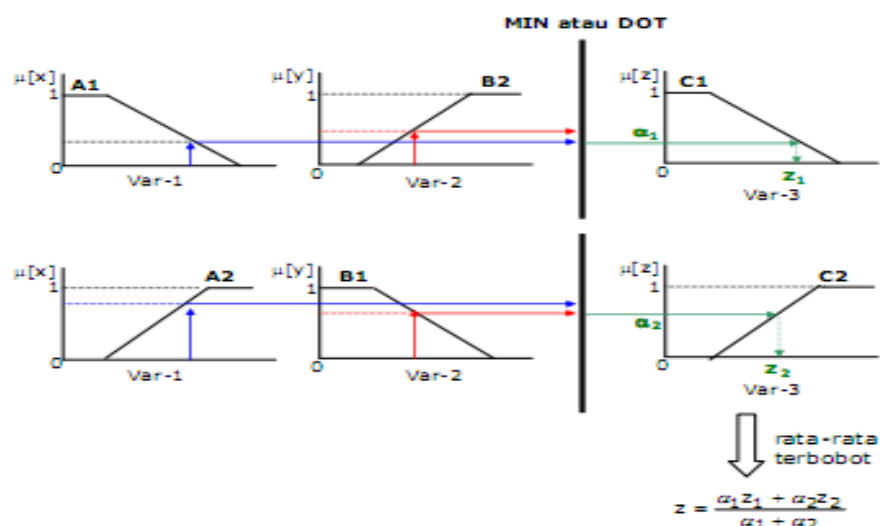 MIN atau DOT
μ[x] A1
1
0
Var-1
μ[y] B2
1
0
Var-2
μ[z] C1
1
α₁
0
z₁
Var-3
μ[x] A2
1
0
Var-1
μ[y] B1
1
0
Var-2
μ[z] C2
1
α₂
0
z₂
Var-3
rata-rata
terbobot
z = (α₁z₁ + α₂z₂) / (α₁ + α₂)